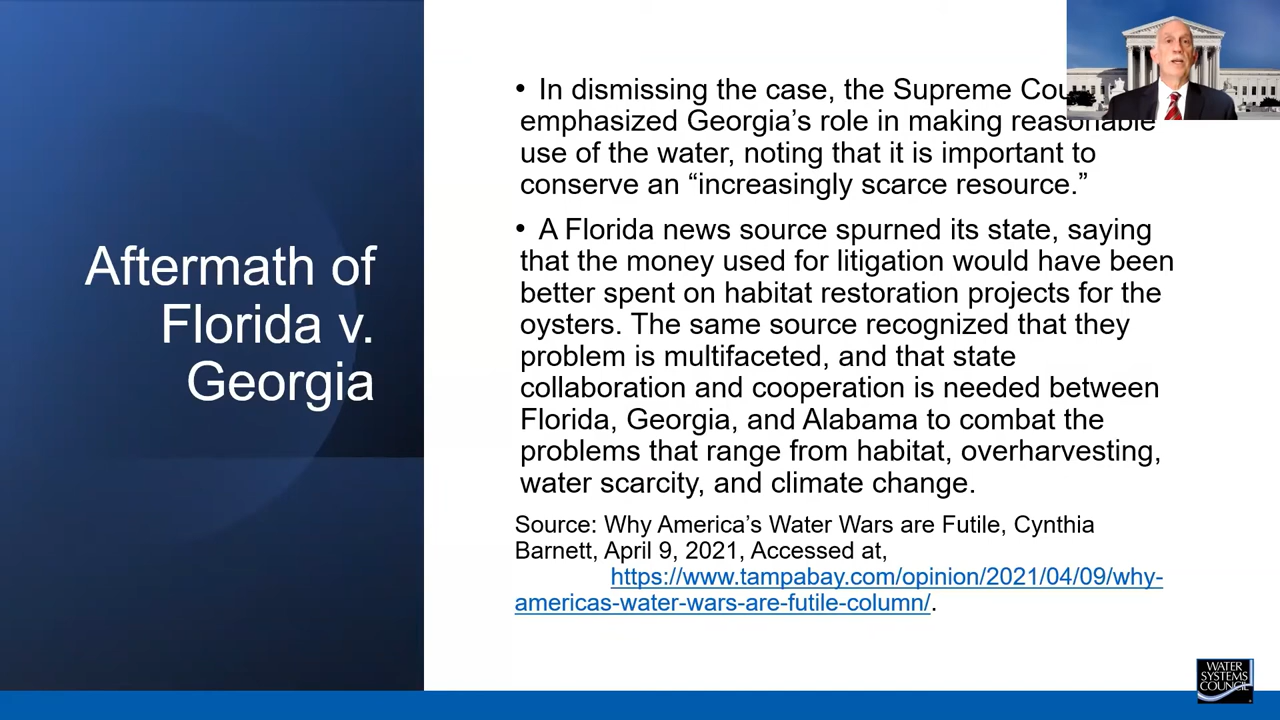 Aftermath of
Florida v.
Georgia
• In dismissing the case, the Supreme
emphasized Georgia’s role in making reasonable
use of the water, noting that it is important to
conserve an “increasingly scarce resource.”
• A Florida news source spurned its state, saying
that the money used for litigation would have been
better spent on habitat restoration projects for the
oysters. The same source recognized that they
problem is multifaceted, and that state
collaboration and cooperation is needed between
Florida, Georgia, and Alabama to combat the
problems that range from habitat, overharvesting,
water scarcity, and climate change.
Source: Why America’s Water Wars are Futile, Cynthia
Barnett, April 9, 2021, Accessed at,
https://www.tampabay.com/opinion/2021/04/09/why-
americas-water-wars-are-futile-column/.
WATER
SYSTEMS
COUNCIL